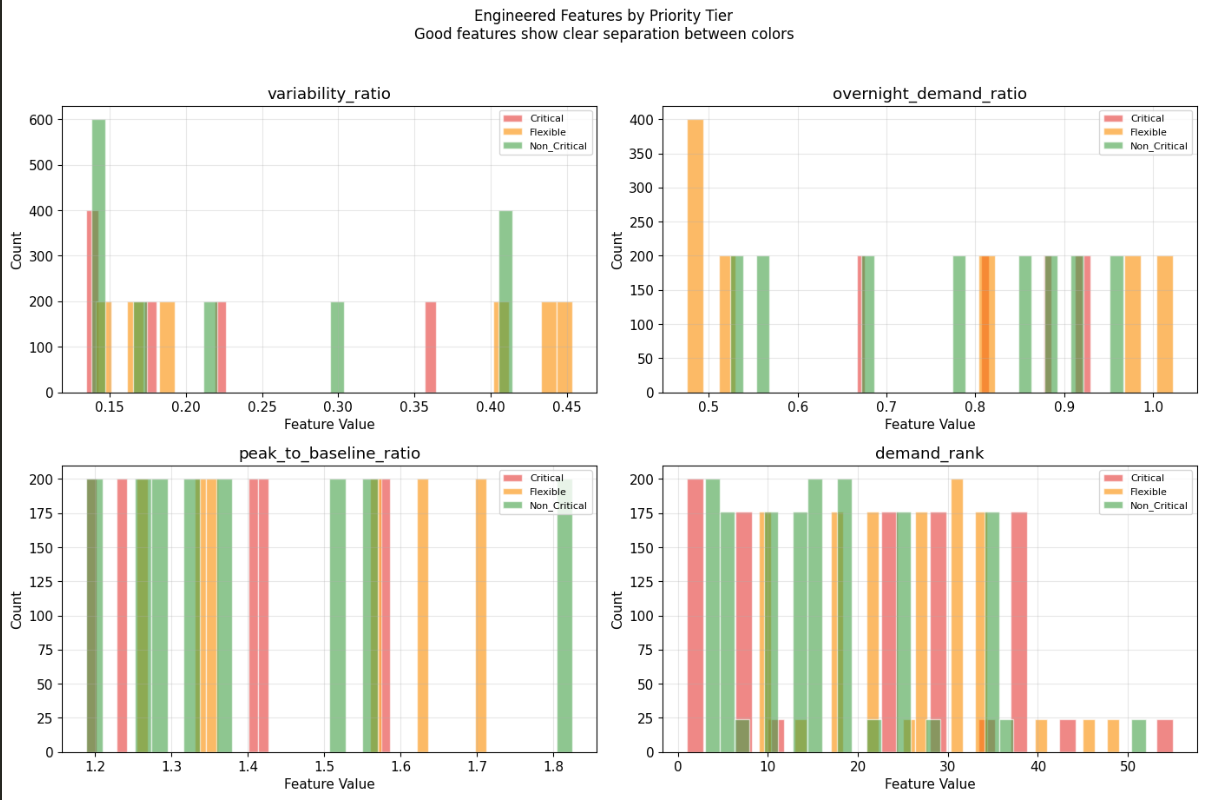 Engineered Features by Priority Tier
Good features show clear separation between colors
variability_ratio
600
500
400
300
200
100
0
Count
0.15 0.20 0.25 0.30 0.35 0.40 0.45
Feature Value
Critical
Flexible
Non_Critical
overnight_demand_ratio
400
350
300
250
200
150
100
50
0
Count
0.5 0.6 0.7 0.8 0.9 1.0
Feature Value
Critical
Flexible
Non_Critical
peak_to_baseline_ratio
200
175
150
125
100
75
50
25
0
Count
1.2 1.3 1.4 1.5 1.6 1.7 1.8
Feature Value
Critical
Flexible
Non_Critical
demand_rank
200
175
150
125
100
75
50
25
0
Count
0 10 20 30 40 50
Feature Value
Critical
Flexible
Non_Critical